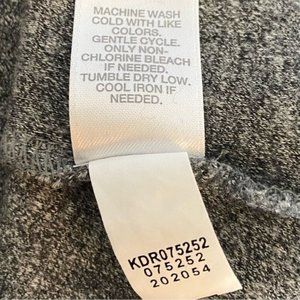 MACHINE WASH
COLD WITH LIKE
COLORS.
GENTLE CYCLE.
ONLY NON-
CHLORINE BLEACH
IF NEEDED.
TUMBLE DRY LOW.
COOL IRON IF
NEEDED.
KDR075252
075252
202054